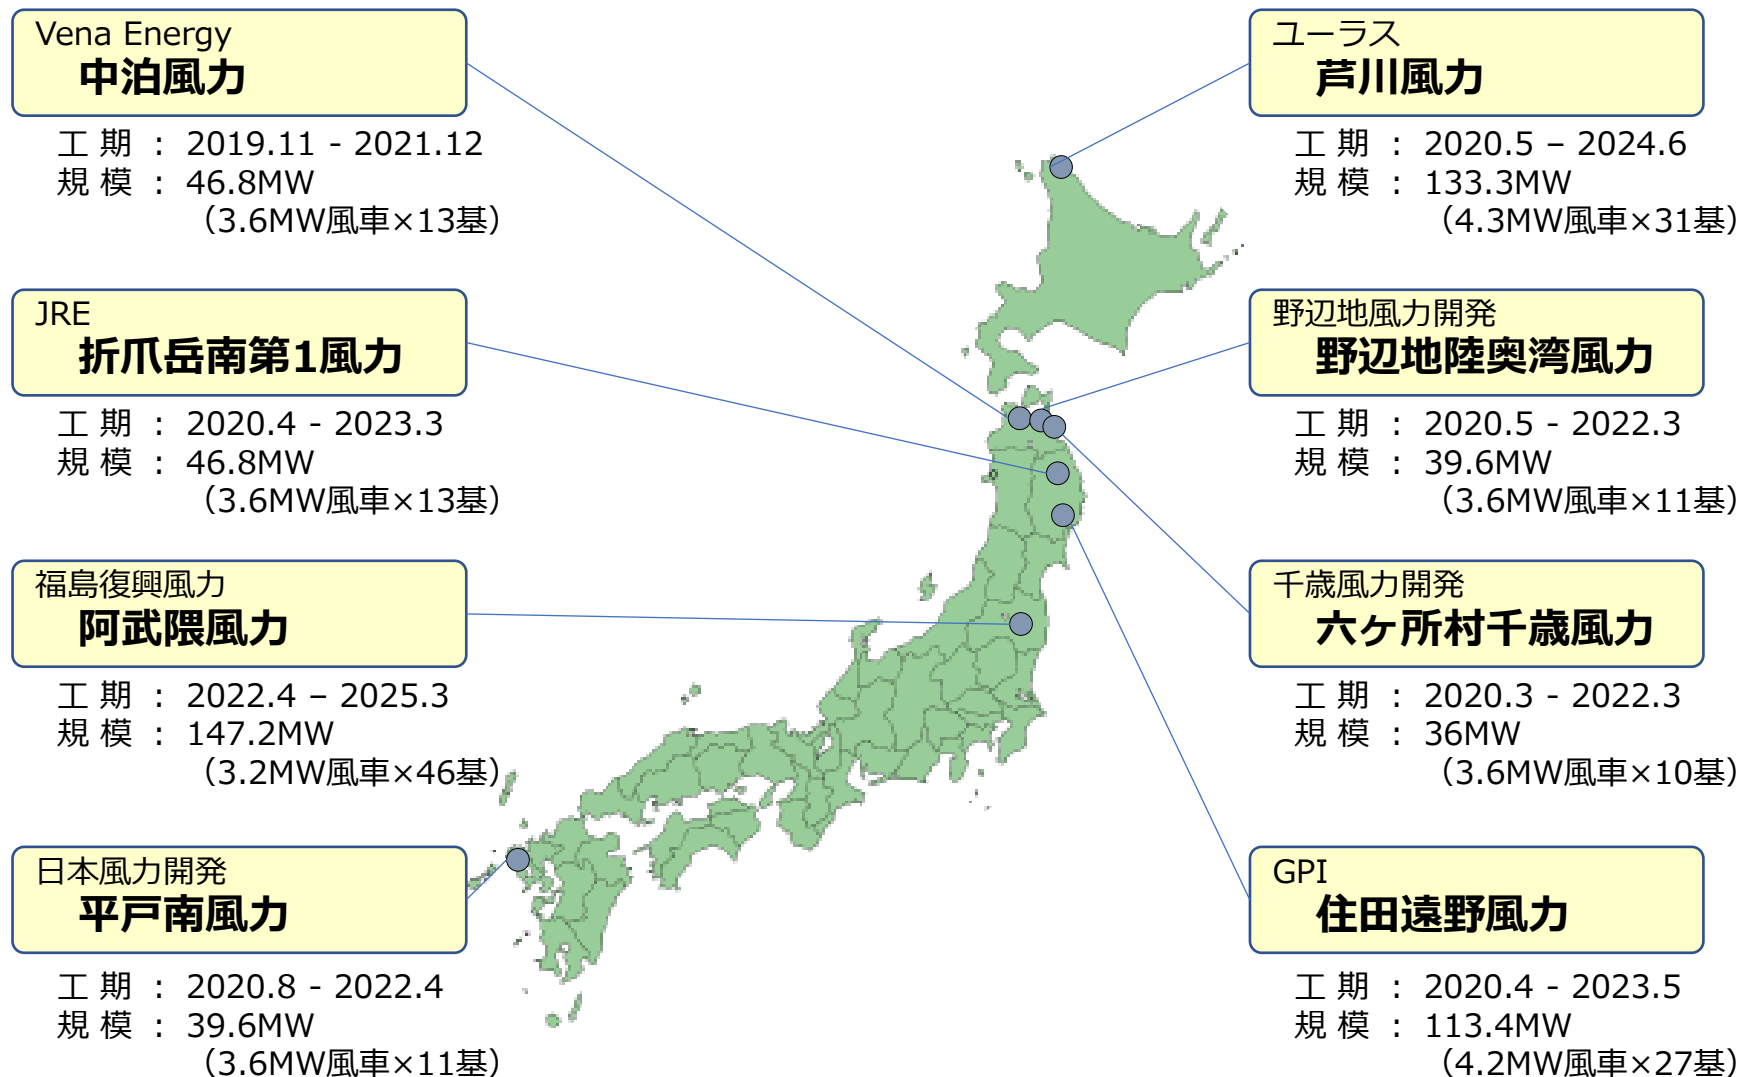 Vena Energy
中泊風力
工 期 : 2019.11 - 2021.12
規 模 : 46.8MW
（3.6MW風車×13基）
JRE
折爪岳南第1風力
工 期 : 2020.4 - 2023.3
規 模 : 46.8MW
（3.6MW風車×13基）
福島復興風力
阿武隈風力
工 期 : 2022.4 – 2025.3
規 模 : 147.2MW
（3.2MW風車×46基）
日本風力開発
平戸南風力
工 期 : 2020.8 - 2022.4
規 模 : 39.6MW
（3.6MW風車×11基）
ユーラス
芦川風力
工 期 : 2020.5 – 2024.6
規 模 : 133.3MW
（4.3MW風車×31基）
野辺地風力開発
野辺地陸奥湾風力
工 期 : 2020.5 - 2022.3
規 模 : 39.6MW
（3.6MW風車×11基）
千歳風力開発
六ヶ所村千歳風力
工 期 : 2020.3 - 2022.3
規 模 : 36MW
（3.6MW風車×10基）
GPI
住田遠野風力
工 期 : 2020.4 - 2023.5
規 模 : 113.4MW
（4.2MW風車×27基）